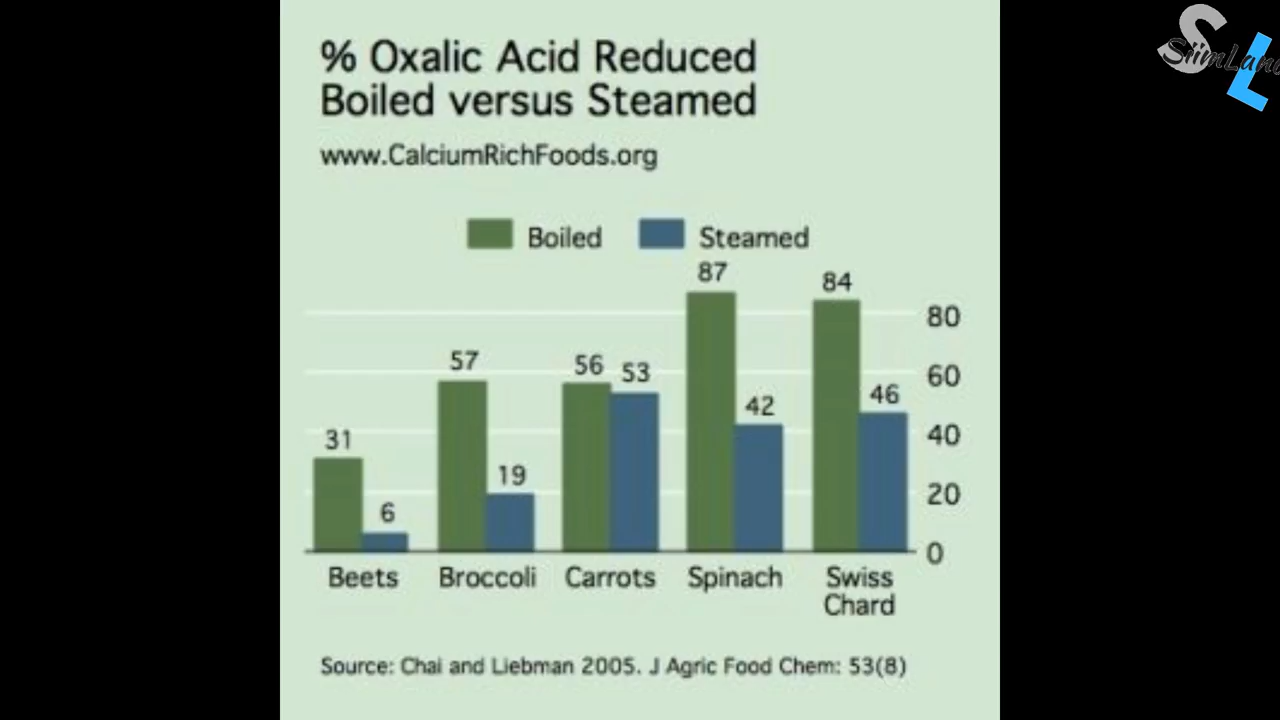 SL
% Oxalic Acid Reduced
Boiled versus Steamed
www.CalciumRichFoods.org
Boiled Steamed
87
84
80
57
56 53
60
42
46
31
40
19
20
6
0
Beets Broccoli Carrots Spinach Swiss
Chard
Source: Chai and Liebman 2005. J Agric Food Chem: 53(8)